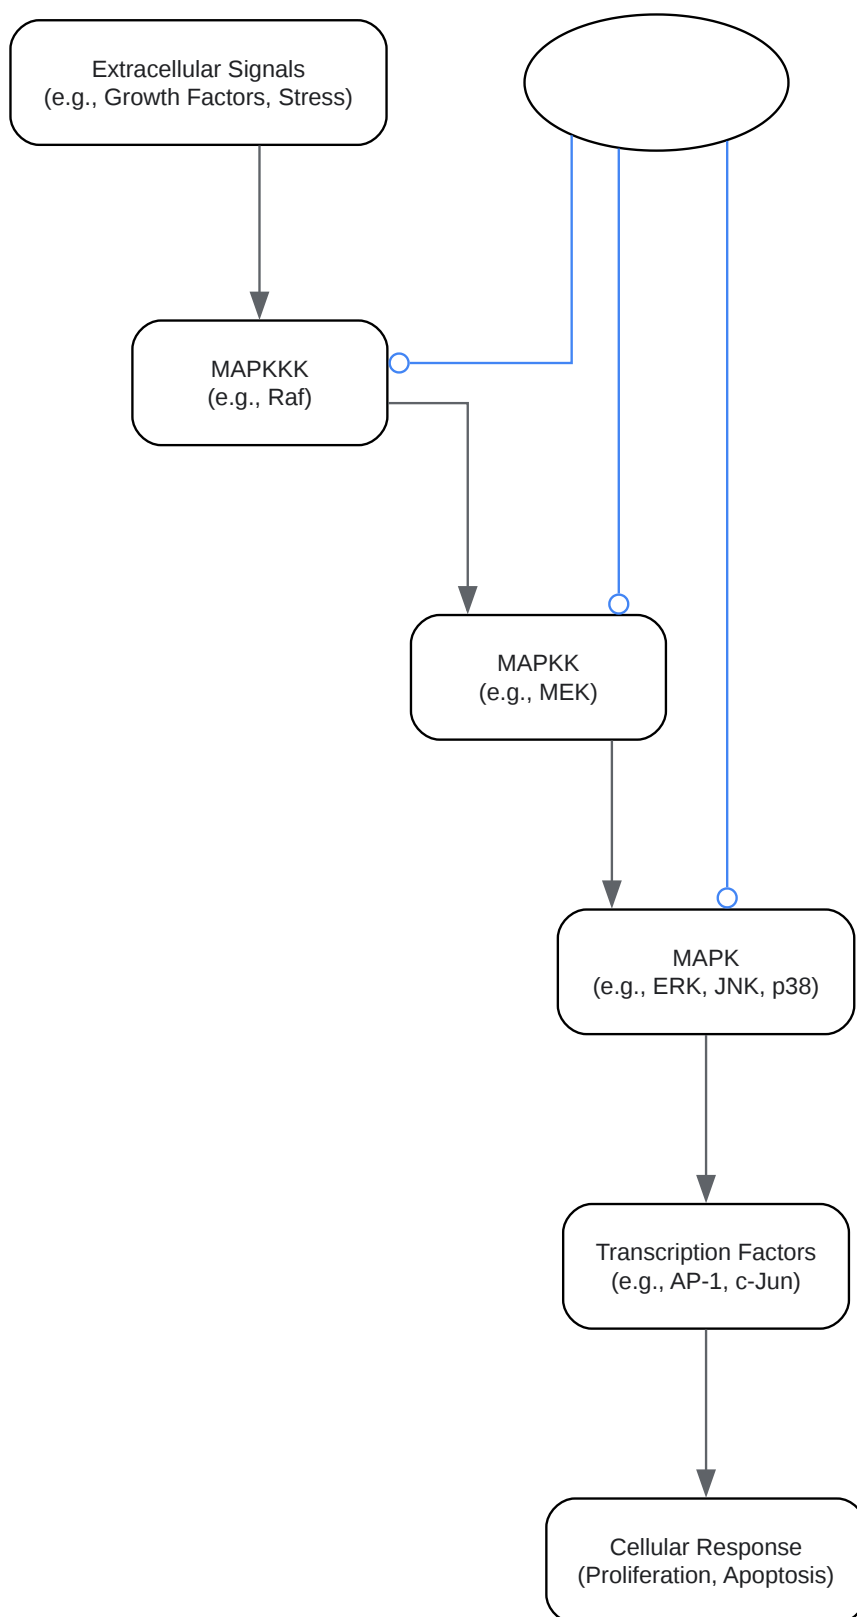 Extracellular Signals
(e.g., Growth Factors, Stress)
MAPKKK
(e.g., Raf)
MAPKK
(e.g., MEK)
MAPK
(e.g., ERK, JNK, p38)
Transcription Factors
(e.g., AP-1, c-Jun)
Cellular Response
(Proliferation, Apoptosis)